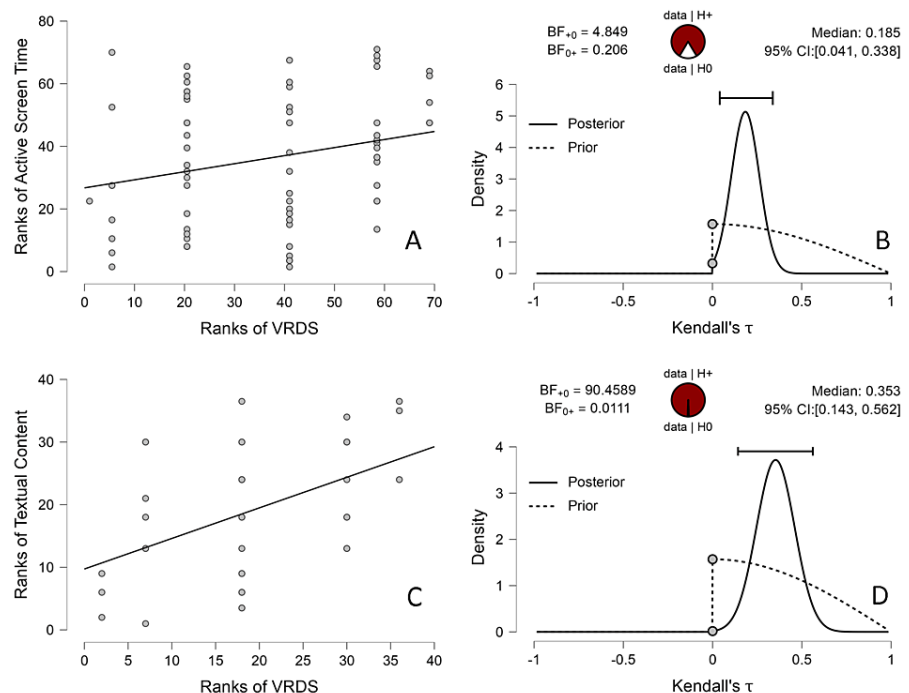 80
60
40
20
0
Ranks of Active Screen Time
A
0 10 20 30 40 50 60 70
Ranks of VRDS
BF+0 = 4.849
BF0+ = 0.206
data | H+
data | H0
Median: 0.185
95% CI:[0.041, 0.338]
6
5
4
3
2
1
0
Density
Posterior
Prior
B
-1 -0.5 0 0.5 1
Kendall's τ
40
30
20
10
0
Ranks of Textual Content
C
0 5 10 15 20 25 30 35 40
Ranks of VRDS
BF+0 = 90.4589
BF0+ = 0.0111
data | H+
data | H0
Median: 0.353
95% CI:[0.143, 0.562]
4
3
2
1
0
Density
Posterior
Prior
D
-1 -0.5 0 0.5 1
Kendall's τ